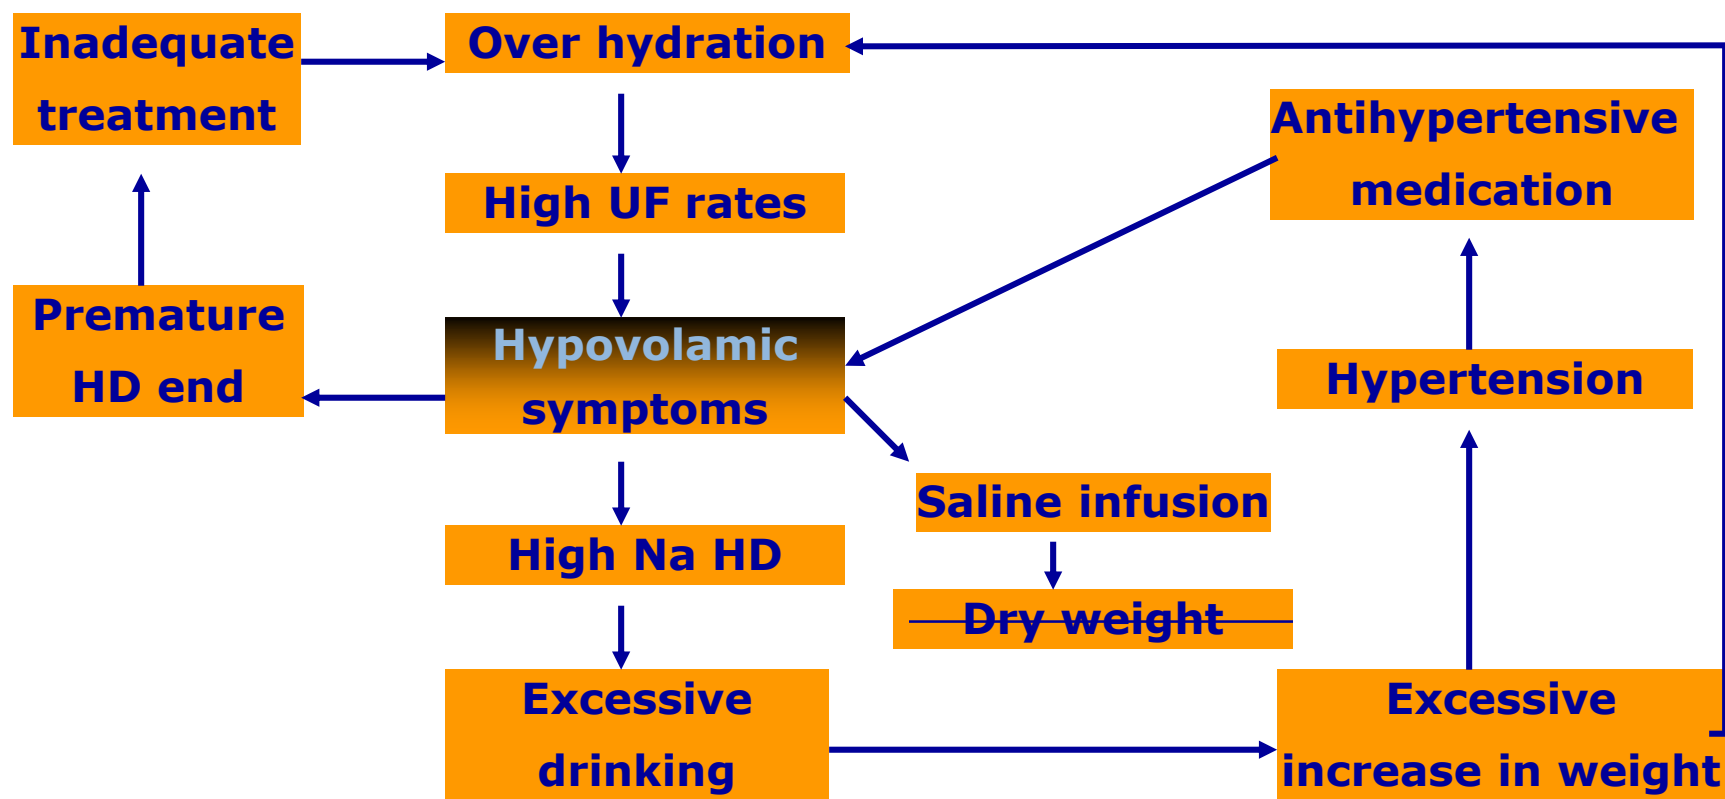 Inadequate
treatment
Over hydration
Antihypertensive
medication
High UF rates
Premature
HD end
Hypovolamic
symptoms
Hypertension
Saline infusion
High Na HD
Dry weight
Excessive
drinking
Excessive
increase in weight